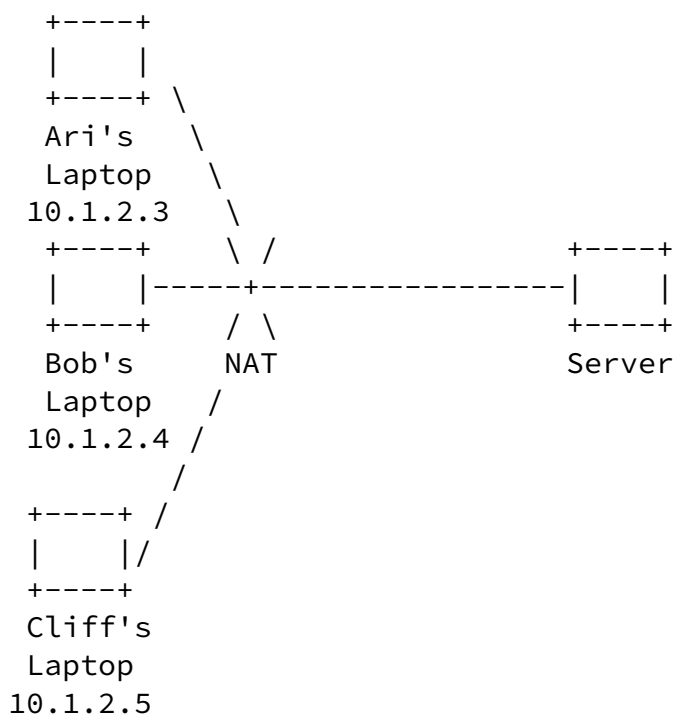 Ari's
Laptop
10.1.2.3
Bob's
Laptop
10.1.2.4
NAT
Server
Cliff's
Laptop
10.1.2.5